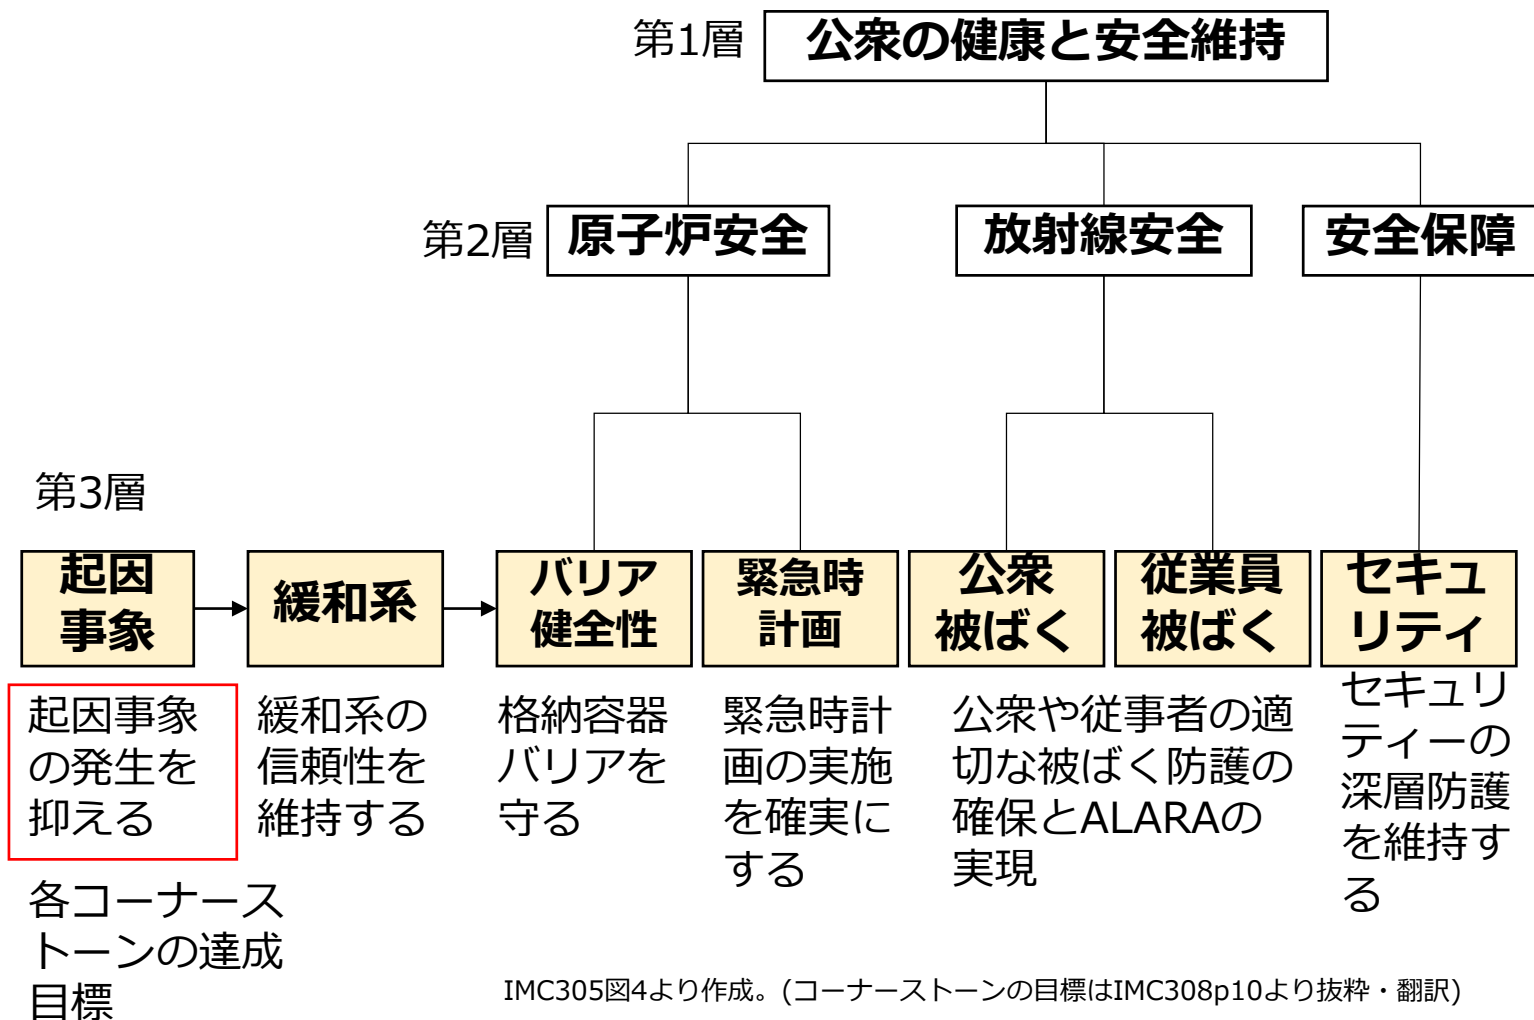 第1層
公衆の健康と安全維持
第2層
原子炉安全
放射線安全
安全保障
第3層
起因
事象
緩和系
バリア
健全性
緊急時
計画
公衆
被ばく
従業員
被ばく
セキュ
リティ
起因事象
の発生を
抑える
緩和系の
信頼性を
維持する
格納容器
バリアを
守る
緊急時計
画の実施
を確実に
する
公衆や従事者の適
切な被ばく防護の
確保とALARAの
実現
セキュリ
ティーの
深層防護
を維持す
る
各コーナース
トーンの達成
目標
IMC305図4より作成。(コーナーストーンの目標はIMC308p10より抜粋・翻訳)